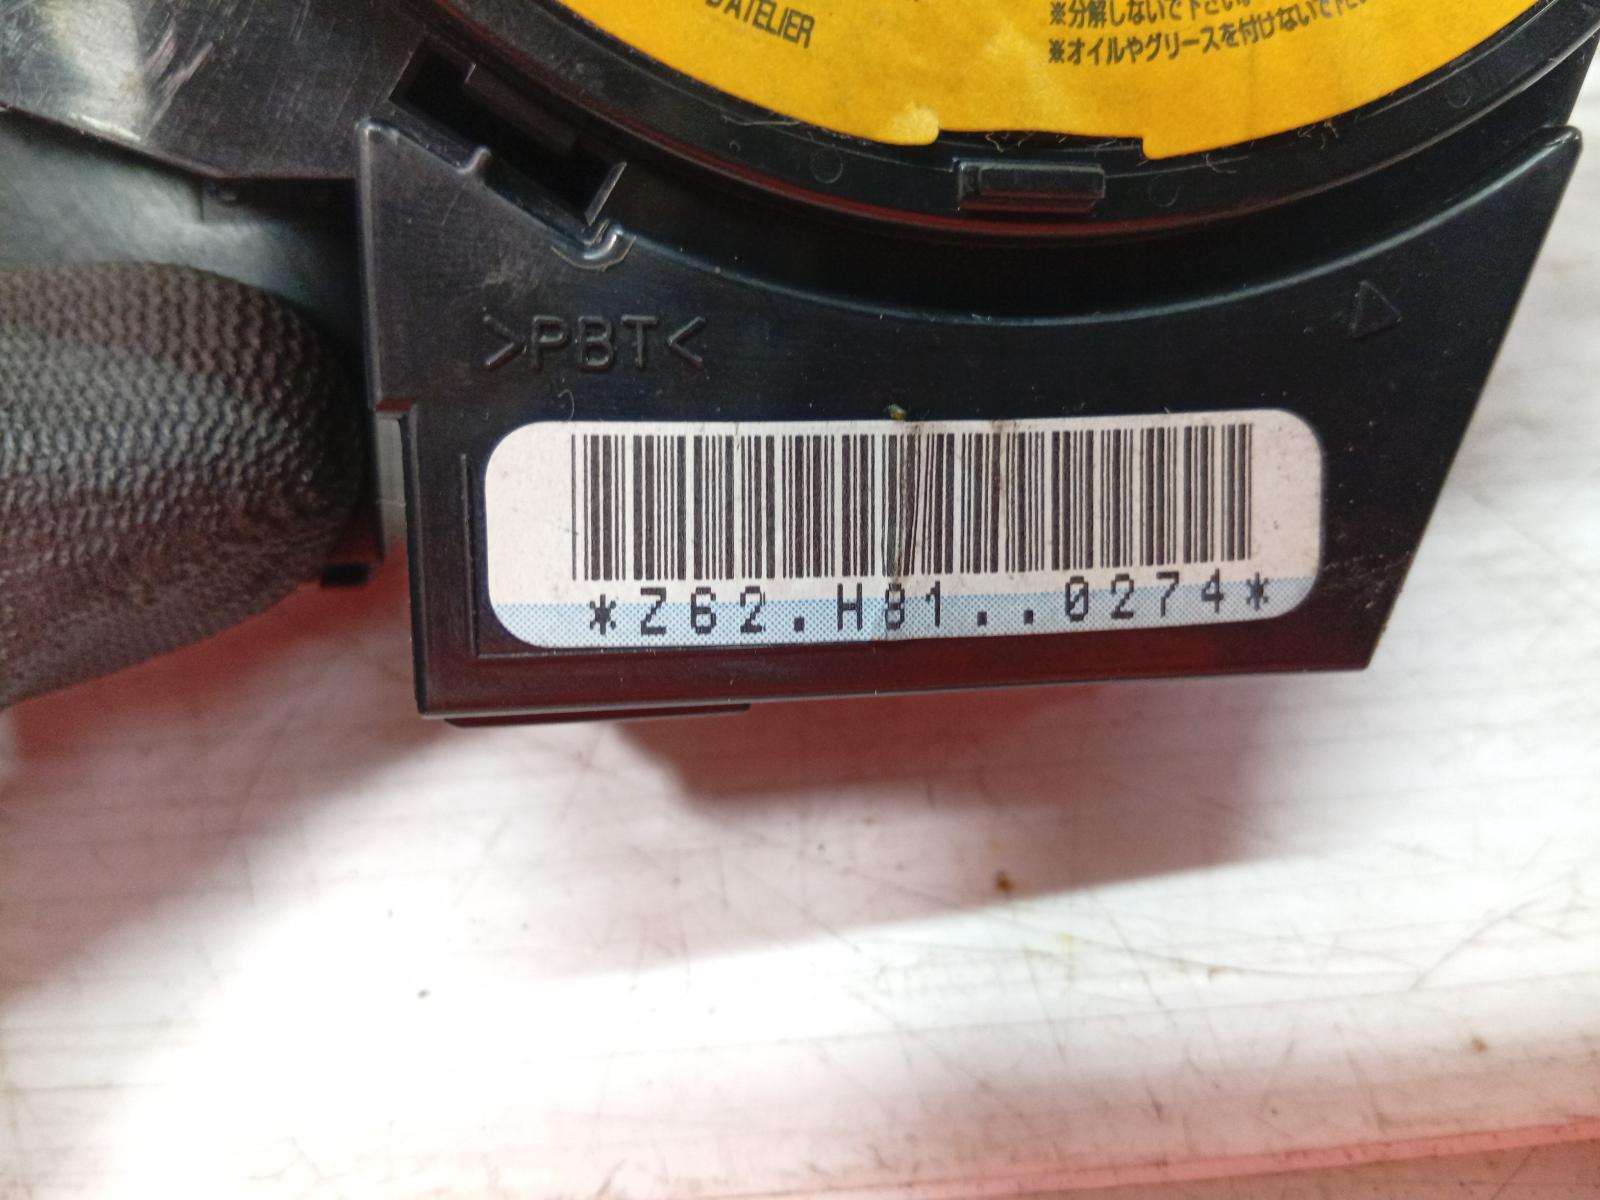 D'ATELIER
※分解しないで下さい。
※オイルやグリースを付けないで下さい
>PBT<
*Z62.H81..0274*